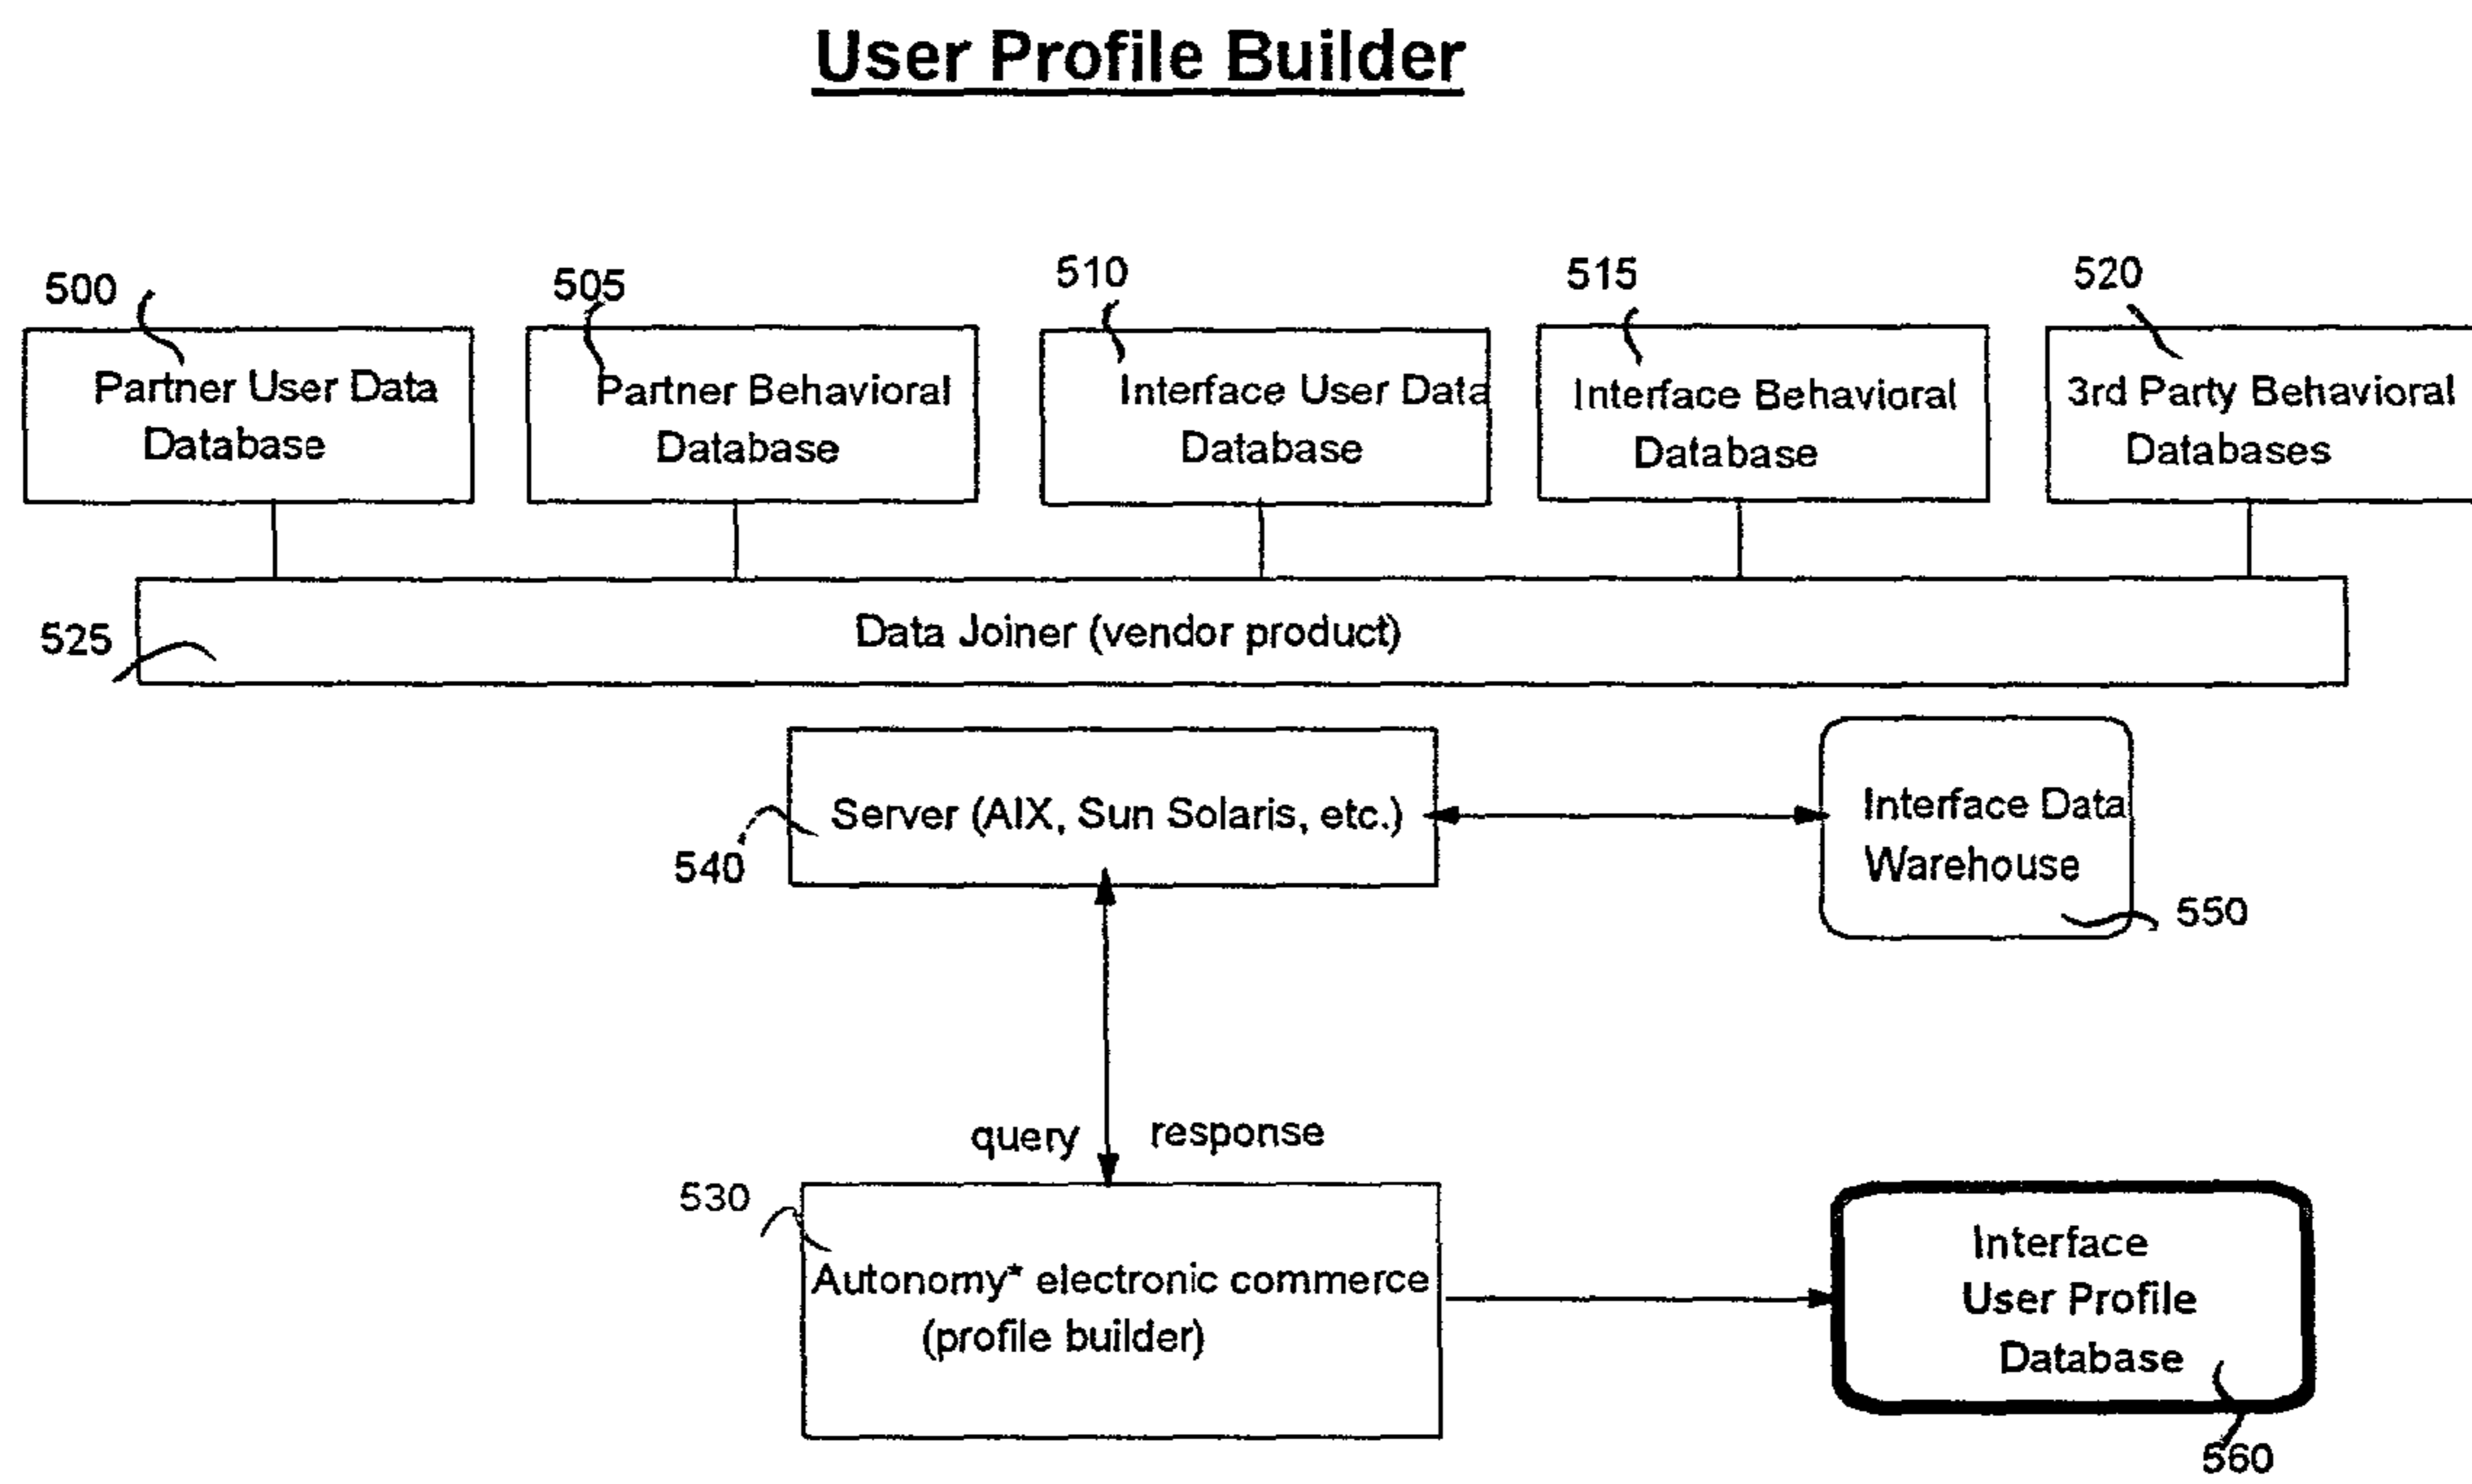 User Profile Builder
500
505
510
515
520
Partner User Data
Database
Partner Behavioral
Database
Interface User Data
Database
Interface Behavioral
Database
3rd Party Behavioral
Databases
525
Data Joiner (vendor product)
Server (AIX, Sun Solaris, etc.)
540
Interface Data
Warehouse
550
query
response
530
Autonomy* electronic commerce
(profile builder)
Interface
User Profile
Database
560